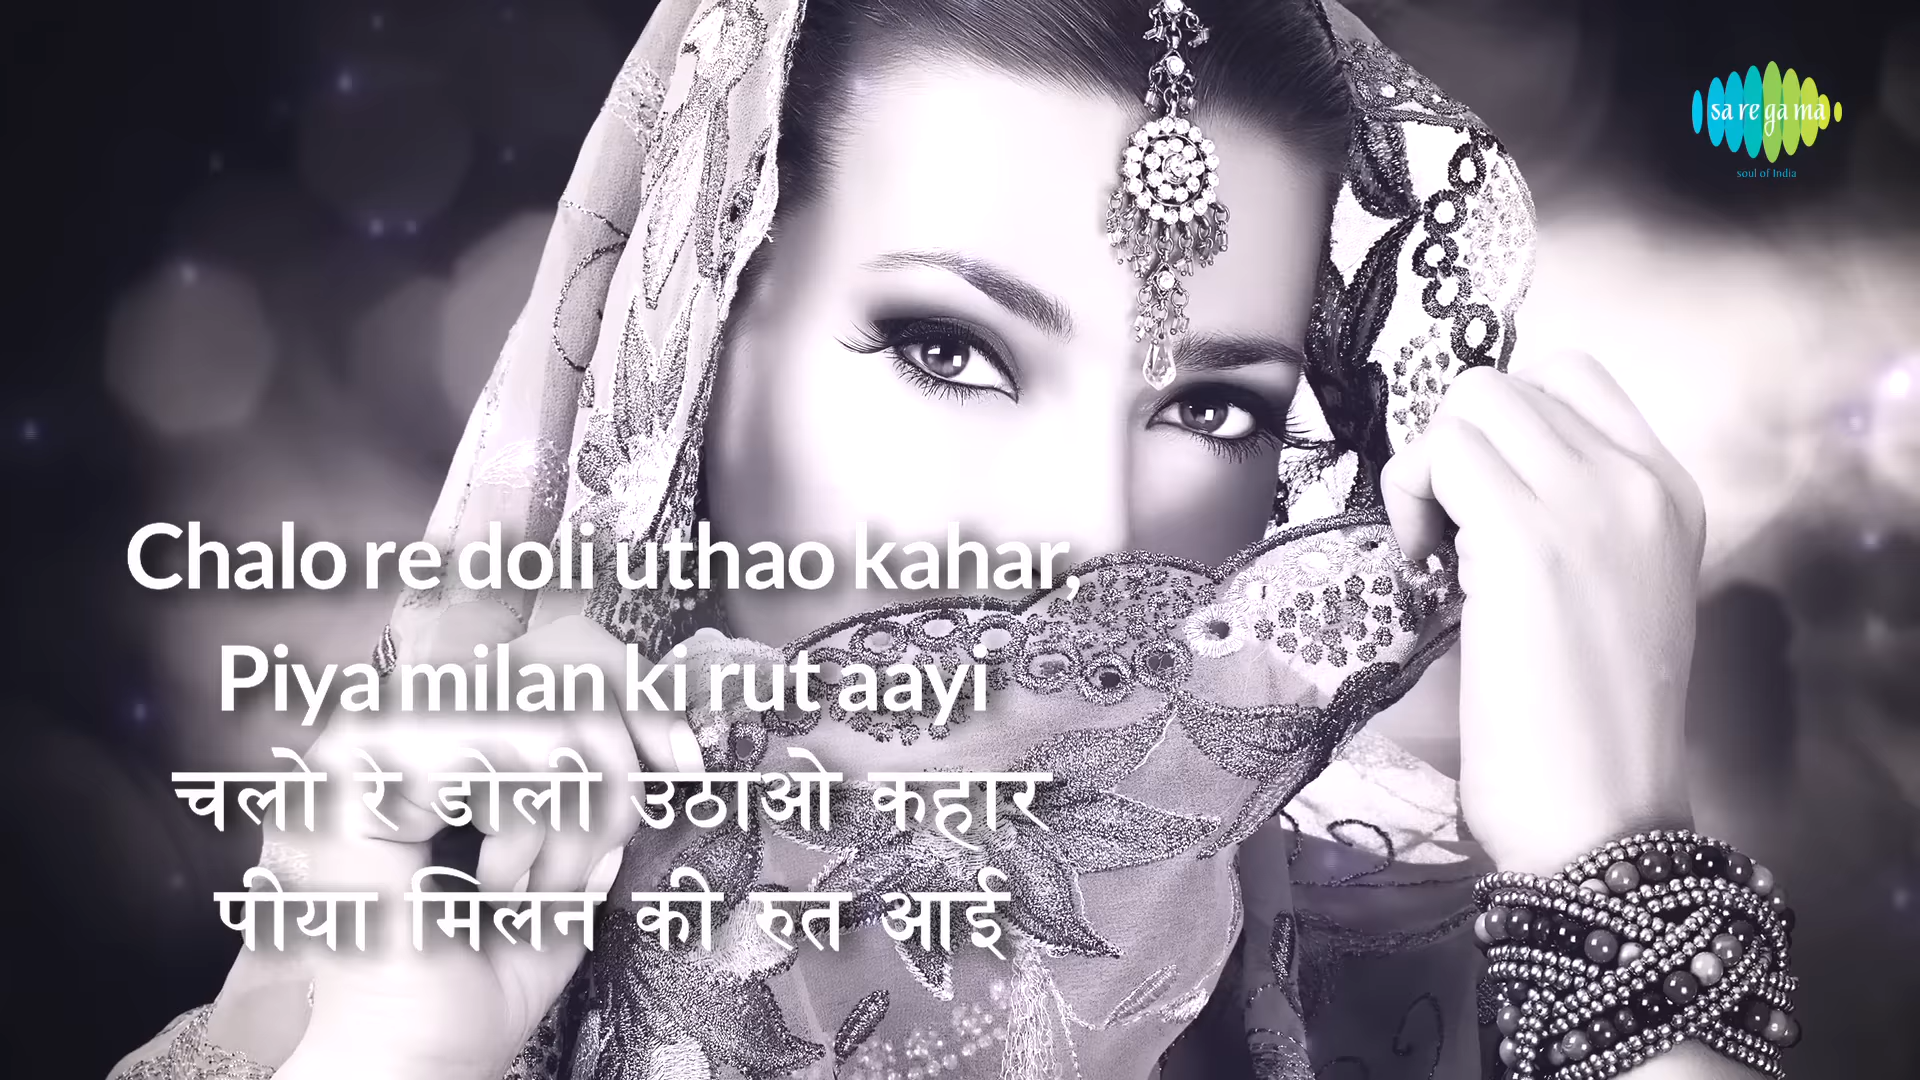 sa re ga ma
soul of India
Chalo re doli uthao kahar,
Piya milan ki rut aayi
चलो रे डोली उठाओ कहार
पीया मिलन की रुत आई